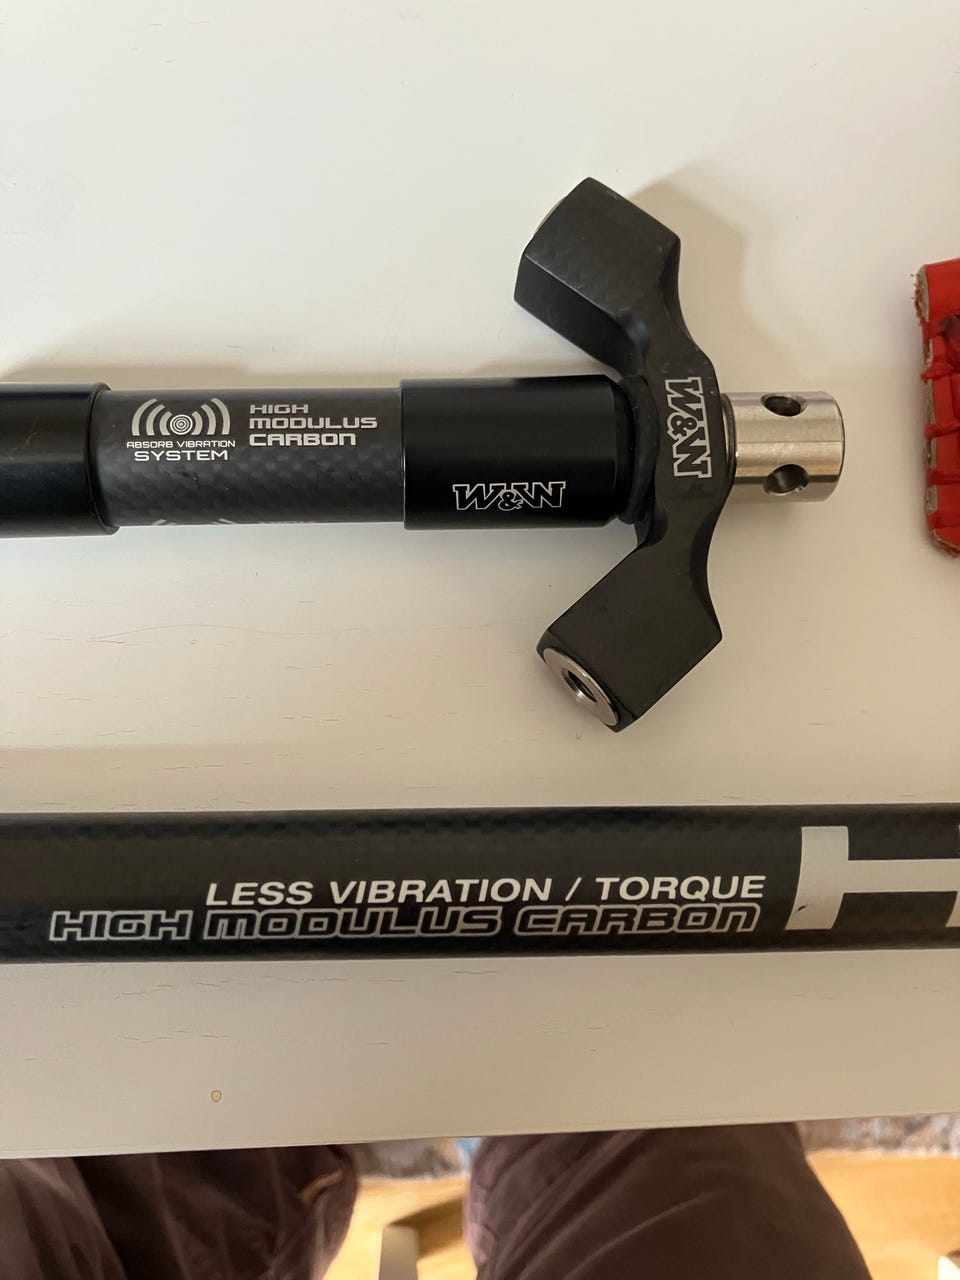 ABSORB VIBRATION
SYSTEM
HIGH
MODULUS
CARBON
W&W
W&W
LESS VIBRATION / TORQUE
HIGH MODULUS CARBON
H